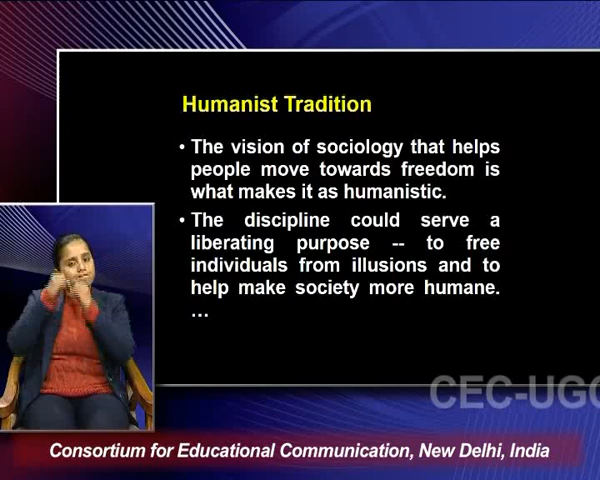 Humanist Tradition
• The vision of sociology that helps
people move towards freedom is
what makes it as humanistic.
• The discipline could serve a
liberating purpose -- to free
individuals from illusions and to
help make society more humane.
...
CEC-UGC
Consortium for Educational Communication, New Delhi, India